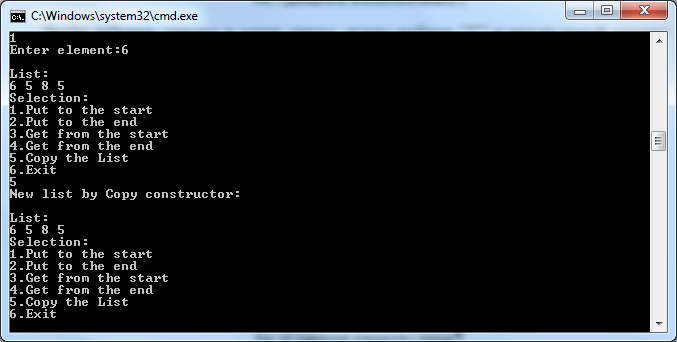 C:\Windows\system32\cmd.exe
1
Enter element:6
List:
6 5 8 5
Selection:
1.Put to the start
2.Put to the end
3.Get from the start
4.Get from the end
5.Copy the List
6.Exit
5
New list by Copy constructor:
List:
6 5 8 5
Selection:
1.Put to the start
2.Put to the end
3.Get from the start
4.Get from the end
5.Copy the List
6.Exit